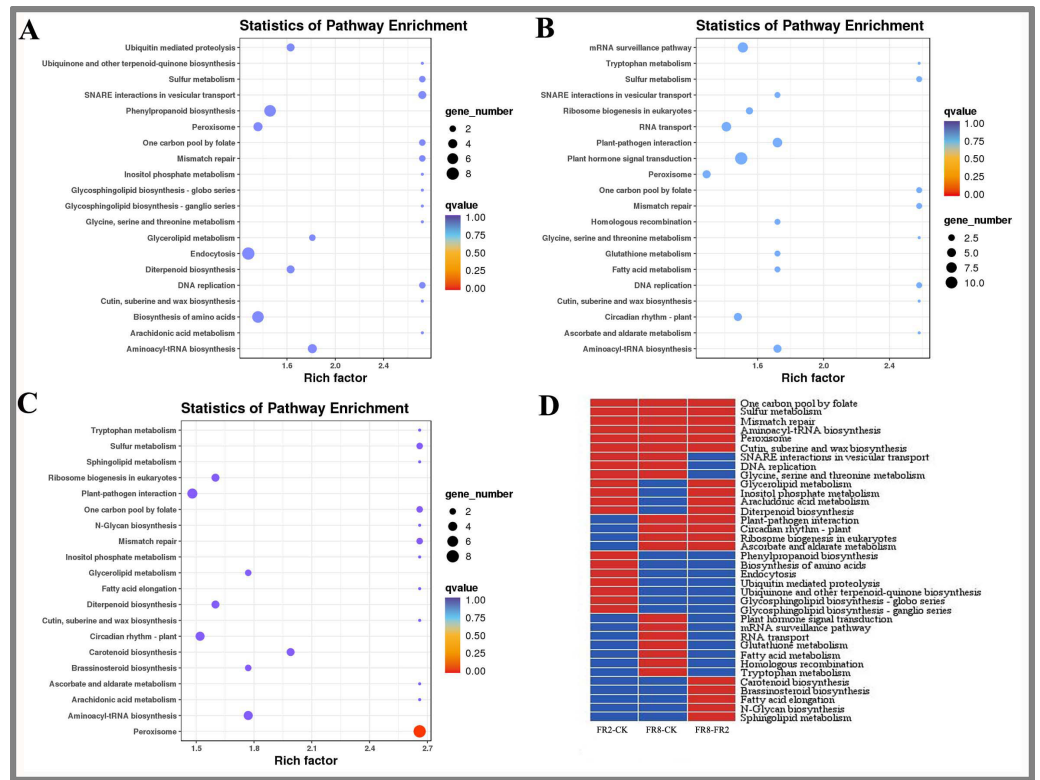 A
Statistics of Pathway Enrichment
Ubiquitin mediated proteolysis
Ubiquinone and other terpenoid-quinone biosynthesis
Sulfur metabolism
SNARE interactions in vesicular transport
Phenylpropanoid biosynthesis
Peroxisome
One carbon pool by folate
Mismatch repair
Inositol phosphate metabolism
Glycosphingolipid biosynthesis - globo series
Glycosphingolipid biosynthesis - ganglio series
Glycine, serine and threonine metabolism
Glycerolipid metabolism
Endocytosis
Diterpenoid biosynthesis
DNA replication
Cutin, suberine and wax biosynthesis
Biosynthesis of amino acids
Arachidonic acid metabolism
Aminoacyl-tRNA biosynthesis
1.6 2.0 2.4
Rich factor
gene_number
2
4
6
8
qvalue
1.00
0.75
0.50
0.25
0.00
B
Statistics of Pathway Enrichment
mRNA surveillance pathway
Tryptophan metabolism
Sulfur metabolism
SNARE interactions in vesicular transport
Ribosome biogenesis in eukaryotes
RNA transport
Plant-pathogen interaction
Plant hormone signal transduction
Peroxisome
One carbon pool by folate
Mismatch repair
Homologous recombination
Glycine, serine and threonine metabolism
Glutathione metabolism
Fatty acid metabolism
DNA replication
Cutin, suberine and wax biosynthesis
Circadian rhythm - plant
Ascorbate and aldarate metabolism
Aminoacyl-tRNA biosynthesis
1.6 2.0 2.4
Rich factor
qvalue
1.00
0.75
0.50
0.25
0.00
gene_number
2.5
5.0
7.5
10.0
C
Statistics of Pathway Enrichment
Tryptophan metabolism
Sulfur metabolism
Sphingolipid metabolism
Ribosome biogenesis in eukaryotes
Plant-pathogen interaction
One carbon pool by folate
N-Glycan biosynthesis
Mismatch repair
Inositol phosphate metabolism
Glycerolipid metabolism
Fatty acid elongation
Diterpenoid biosynthesis
Cutin, suberine and wax biosynthesis
Circadian rhythm - plant
Carotenoid biosynthesis
Brassinosteroid biosynthesis
Ascorbate and aldarate metabolism
Arachidonic acid metabolism
Aminoacyl-tRNA biosynthesis
Peroxisome
1.5 1.8 2.1 2.4 2.7
Rich factor
gene_number
2
4
6
8
qvalue
1.00
0.75
0.50
0.25
0.00
D
One carbon pool by folate
Sulfur metabolism
Mismatch repair
Aminoacyl-tRNA biosynthesis
Peroxisome
Cutin, suberine and wax biosynthesis
SNARE interactions in vesicular transport
DNA replication
Glycine, serine and threonine metabolism
Glycerolipid metabolism
Inositol phosphate metabolism
Arachidonic acid metabolism
Diterpenoid biosynthesis
Plant-pathogen interaction
Circadian rhythm - plant
Ribosome biogenesis in eukaryotes
Ascorbate and aldarate metabolism
Phenylpropanoid biosynthesis
Biosynthesis of amino acids
Endocytosis
Ubiquitin mediated proteolysis
Ubiquinone and other terpenoid-quinone biosynthesis
Glycosphingolipid biosynthesis - globo series
Glycosphingolipid biosynthesis - ganglio series
Plant hormone signal transduction
mRNA surveillance pathway
RNA transport
Glutathione metabolism
Fatty acid metabolism
Homologous recombination
Tryptophan metabolism
Carotenoid biosynthesis
Brassinosteroid biosynthesis
Fatty acid elongation
N-Glycan biosynthesis
Sphingolipid metabolism
FR2-CK FR8-CK FR8-FR2